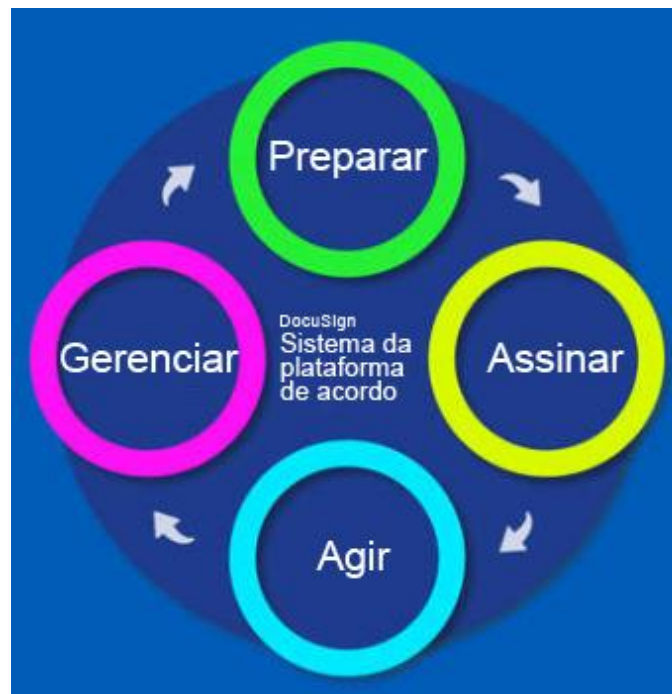 Preparar
Assinar
Gerenciar
DocuSign
Sistema da
plataforma
de acordo
Agir